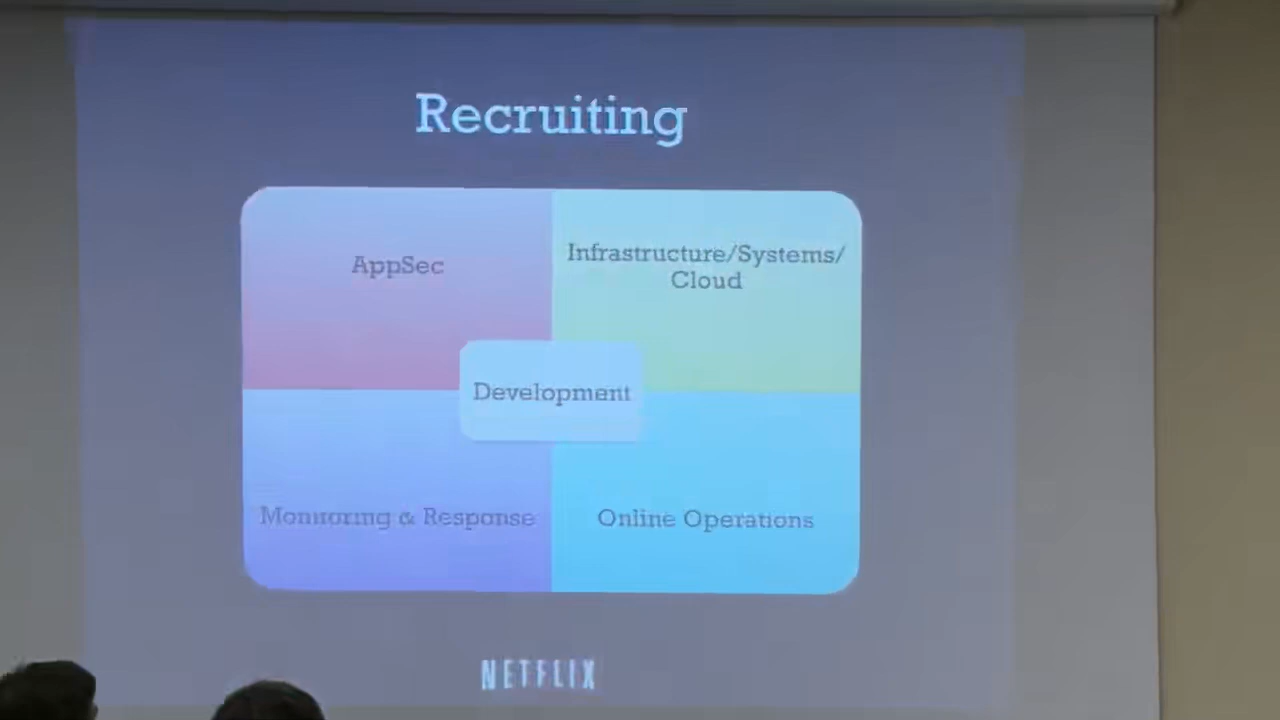 Recruiting
AppSec
Infrastructure/Systems/
Cloud
Development
Monitoring & Response
Online Operations
NETFLIX